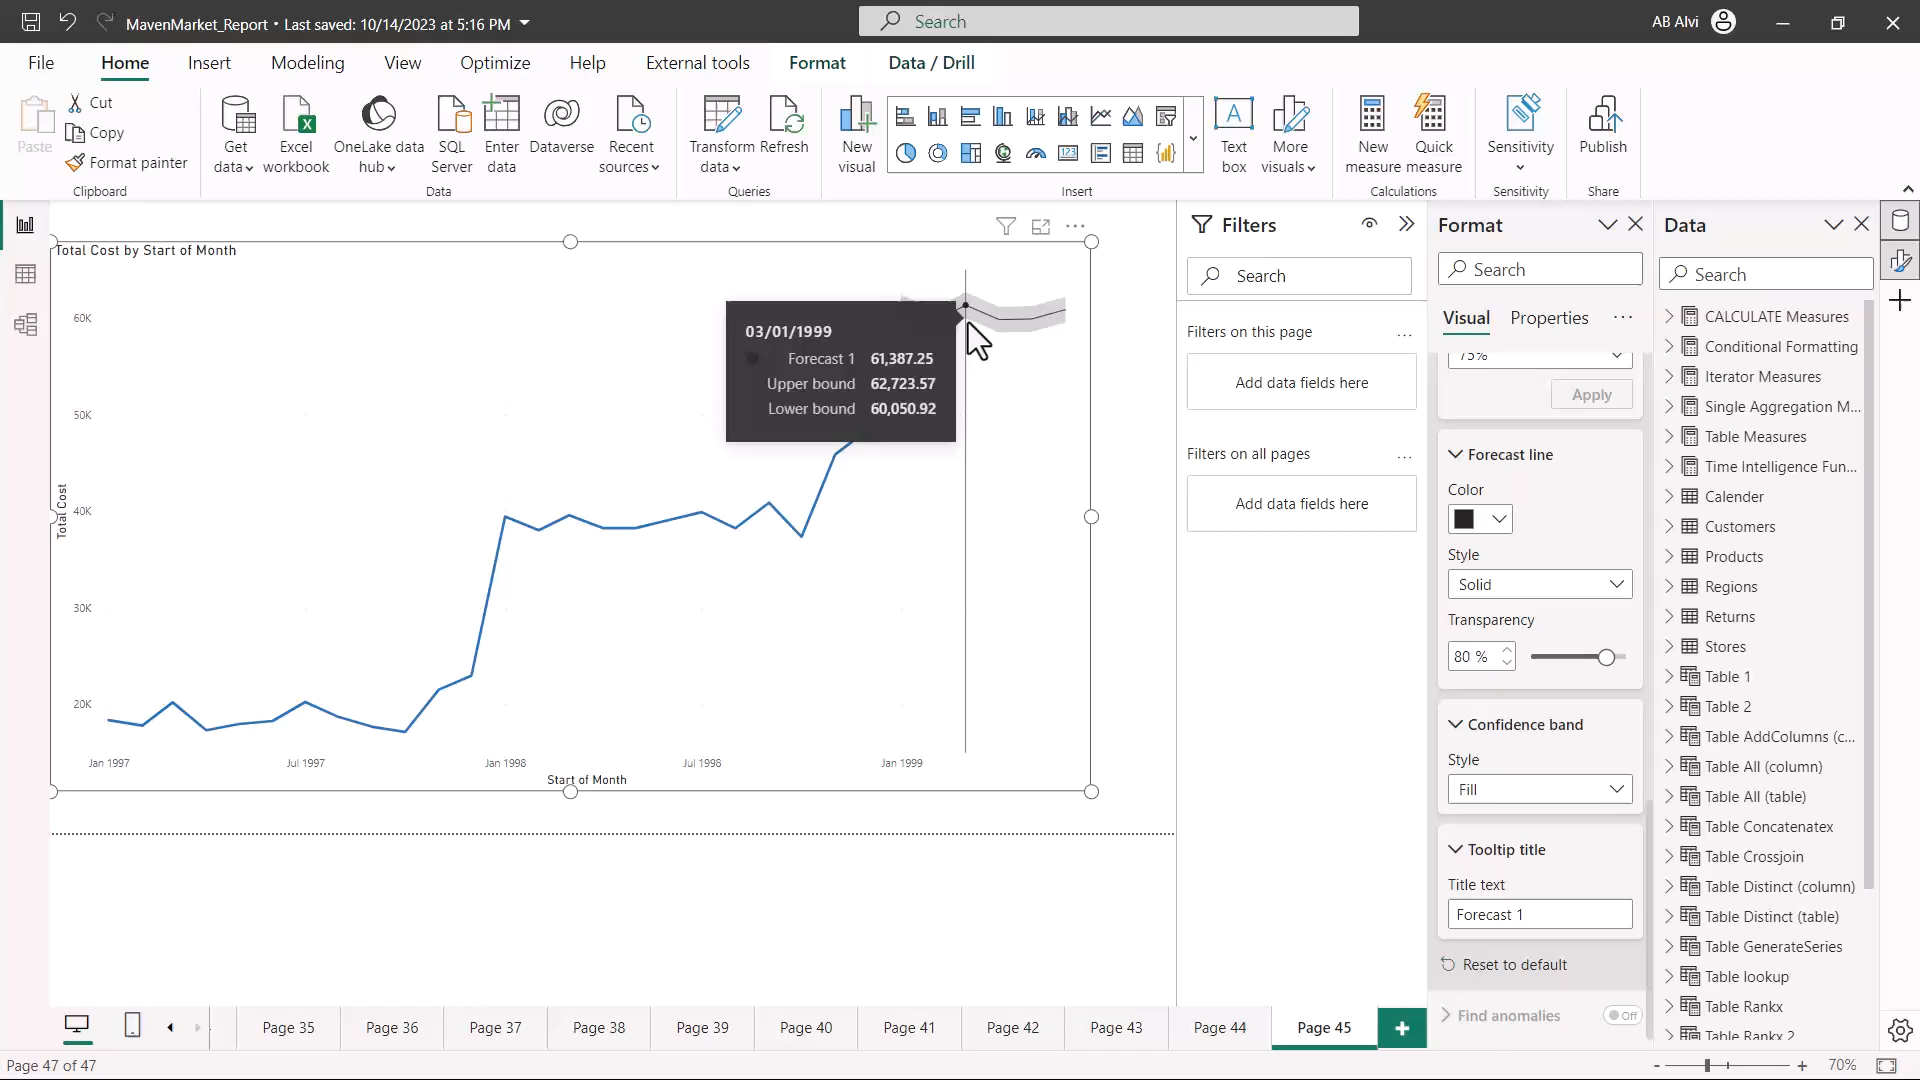 MavenMarket_Report • Last saved: 10/14/2023 at 5:16 PM
Search
AB Alvi
File
Home
Insert
Modeling
View
Optimize
Help
External tools
Format
Data / Drill
Paste
Cut
Copy
Format painter
Clipboard
Get data
Excel workbook
OneLake data hub
SQL Server
Enter data
Dataverse
Recent sources
Data
Transform data
Refresh
Queries
New visual
Text box
More visuals
Insert
New measure
Quick measure
Calculations
Sensitivity
Sensitivity
Publish
Share
Total Cost by Start of Month
60K
50K
40K
30K
20K
Total Cost
Jan 1997
Jul 1997
Jan 1998
Jul 1998
Jan 1999
Start of Month
03/01/1999
Forecast 1 61,387.25
Upper bound 62,723.57
Lower bound 60,050.92
Filters
Search
Filters on this page
Add data fields here
Filters on all pages
Add data fields here
Format
Search
Visual
Properties
75%
Apply
Forecast line
Color
Style
Solid
Transparency
80 %
Confidence band
Style
Fill
Tooltip title
Title text
Forecast 1
Reset to default
Find anomalies
Off
Data
Search
CALCULATE Measures
Conditional Formatting
Iterator Measures
Single Aggregation M...
Table Measures
Time Intelligence Fun...
Calender
Customers
Products
Regions
Returns
Stores
Table 1
Table 2
Table AddColumns (c...
Table All (column)
Table All (table)
Table Concatenatex
Table Crossjoin
Table Distinct (column)
Table Distinct (table)
Table GenerateSeries
Table lookup
Table Rankx
Table Rankx 2
Page 35
Page 36
Page 37
Page 38
Page 39
Page 40
Page 41
Page 42
Page 43
Page 44
Page 45
Page 47 of 47
70%